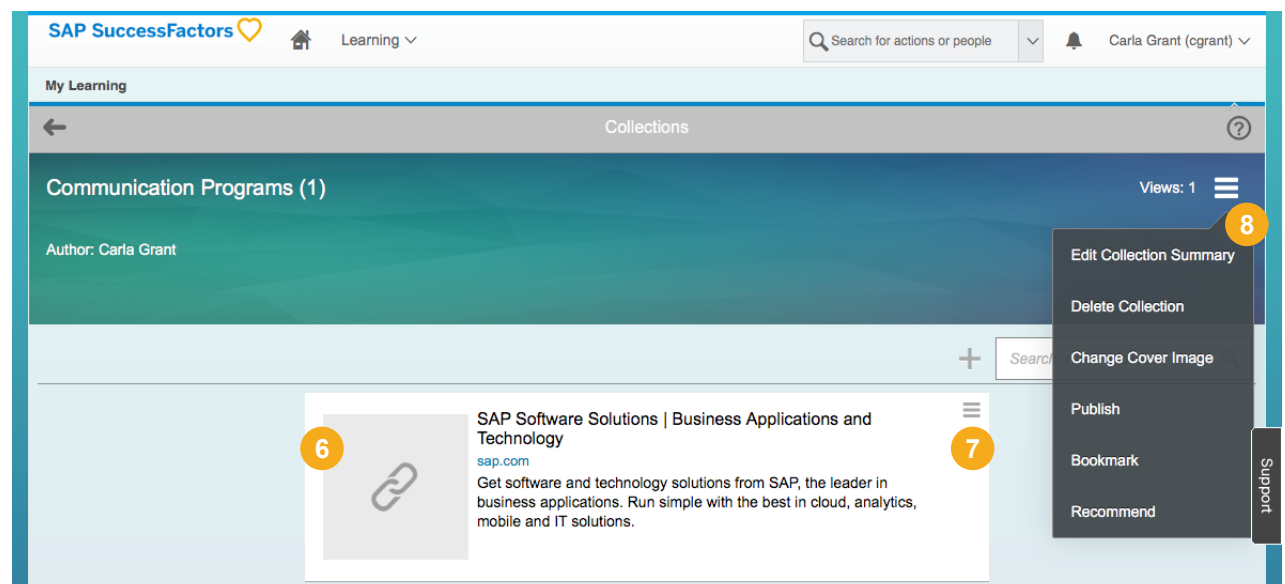 SAP SuccessFactors
Learning
Search for actions or people
Carla Grant (cgrant)
My Learning
Collections
?
Communication Programs (1)
Views: 1
8
Author: Carla Grant
Edit Collection Summary
Delete Collection
Change Cover Image
Publish
Bookmark
Recommend
6
SAP Software Solutions | Business Applications and
Technology
sap.com
Get software and technology solutions from SAP, the leader in
business applications. Run simple with the best in cloud, analytics,
mobile and IT solutions.
7
Support